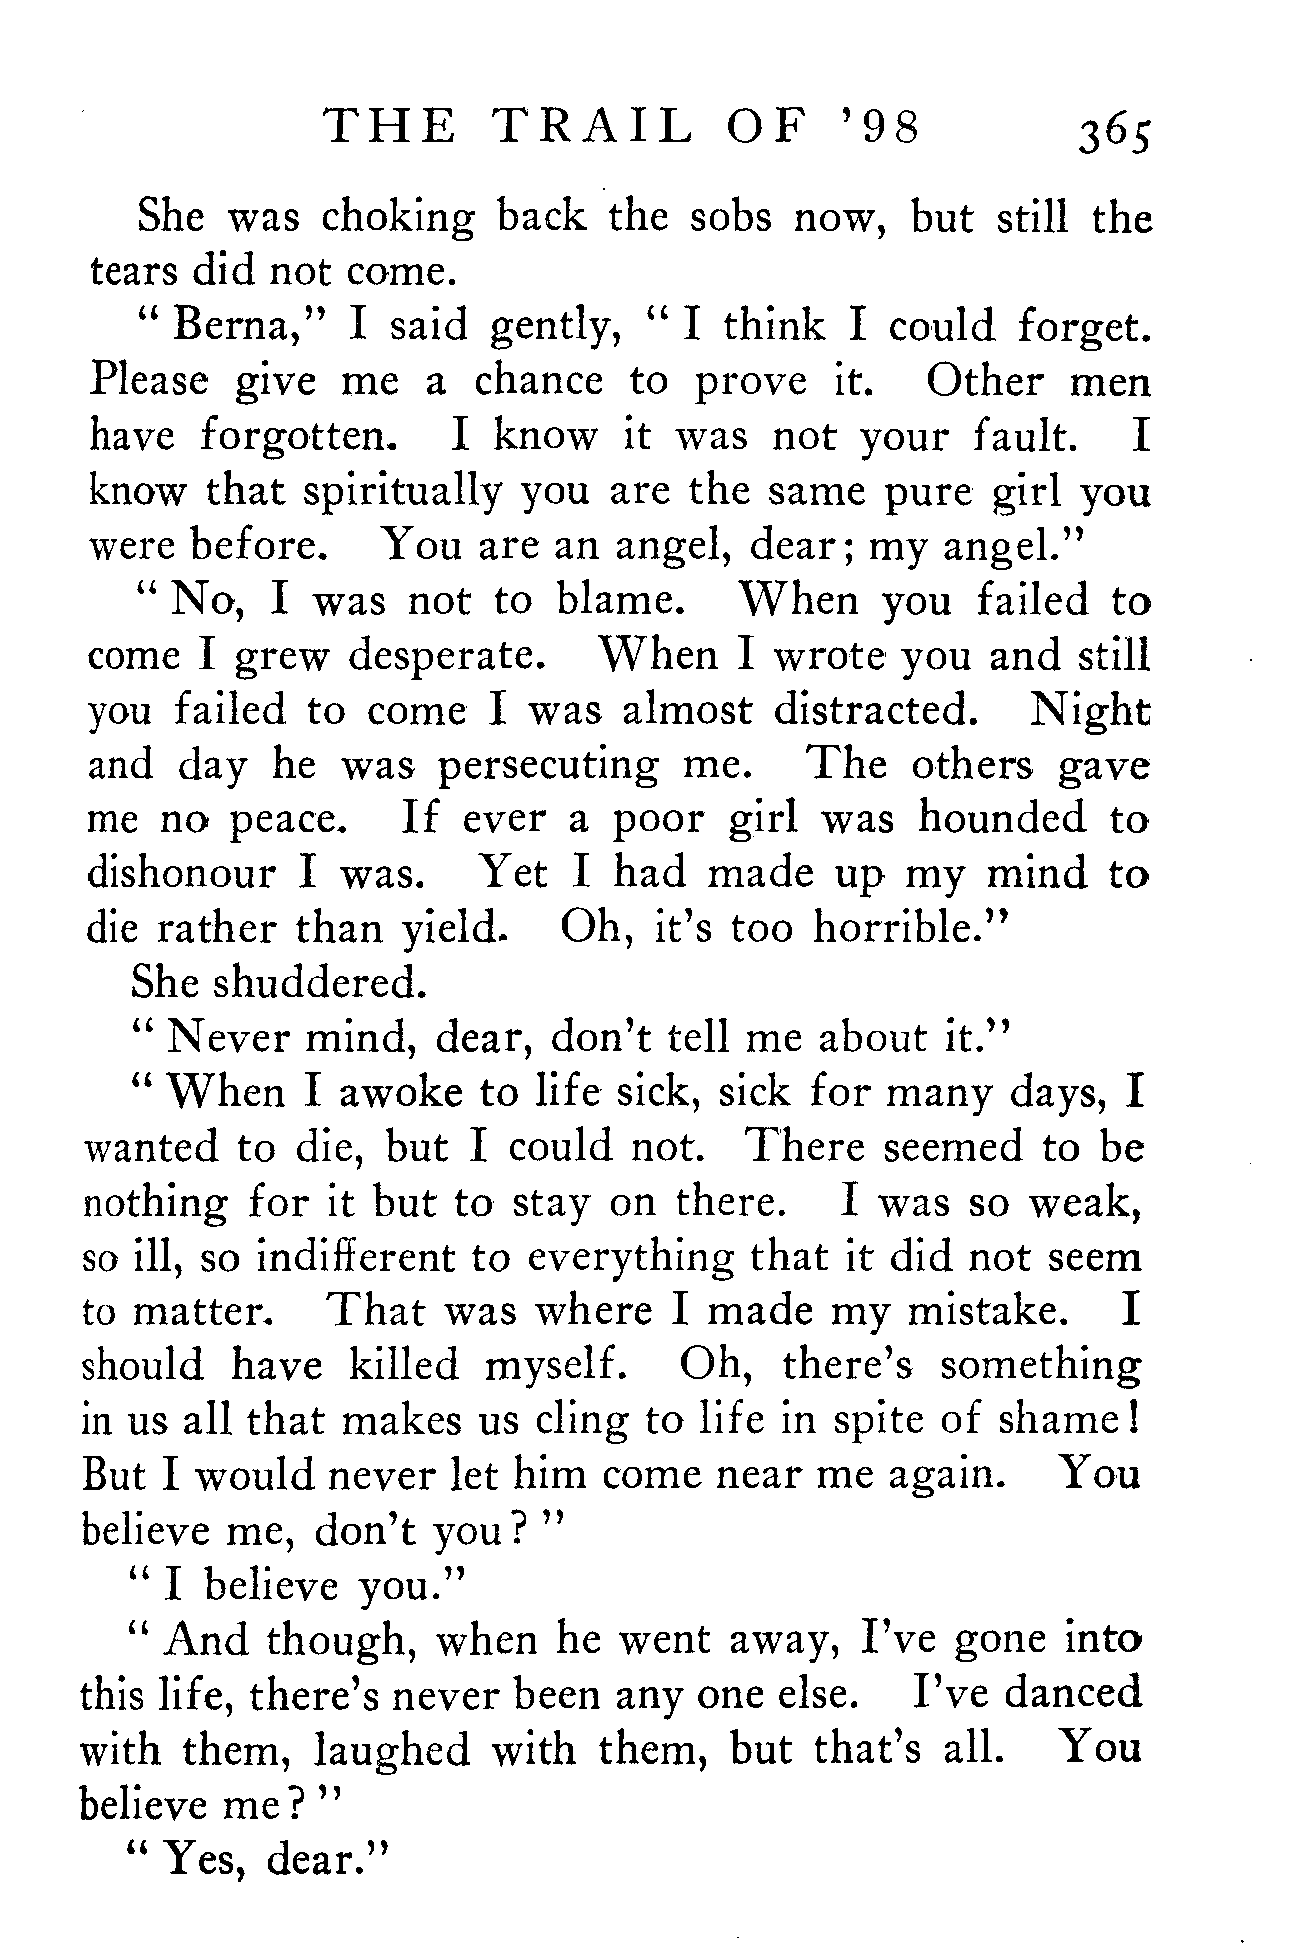 THE TRAIL OF '98 365
She was choking back the sobs now, but still the
tears did not come.
" Berna," I said gently, " I think I could forget.
Please give me a chance to prove it. Other men
have forgotten. I know it was not your fault. I
know that spiritually you are the same pure girl you
were before. You are an angel, dear; my angel."
" No, I was not to blame. When you failed to
come I grew desperate. When I wrote you and still
you failed to come I was almost distracted. Night
and day he was persecuting me. The others gave
me no peace. If ever a poor girl was hounded to
dishonour I was. Yet I had made up my mind to
die rather than yield. Oh, it's too horrible."
She shuddered.
" Never mind, dear, don't tell me about it."
" When I awoke to life sick, sick for many days, I
wanted to die, but I could not. There seemed to be
nothing for it but to stay on there. I was so weak,
so ill, so indifferent to everything that it did not seem
to matter. That was where I made my mistake. I
should have killed myself. Oh, there's something
in us all that makes us cling to life in spite of shame!
But I would never let him come near me again. You
believe me, don't you? "
" I believe you."
" And though, when he went away, I've gone into
this life, there's never been any one else. I've danced
with them, laughed with them, but that's all. You
believe me? "
" Yes, dear."